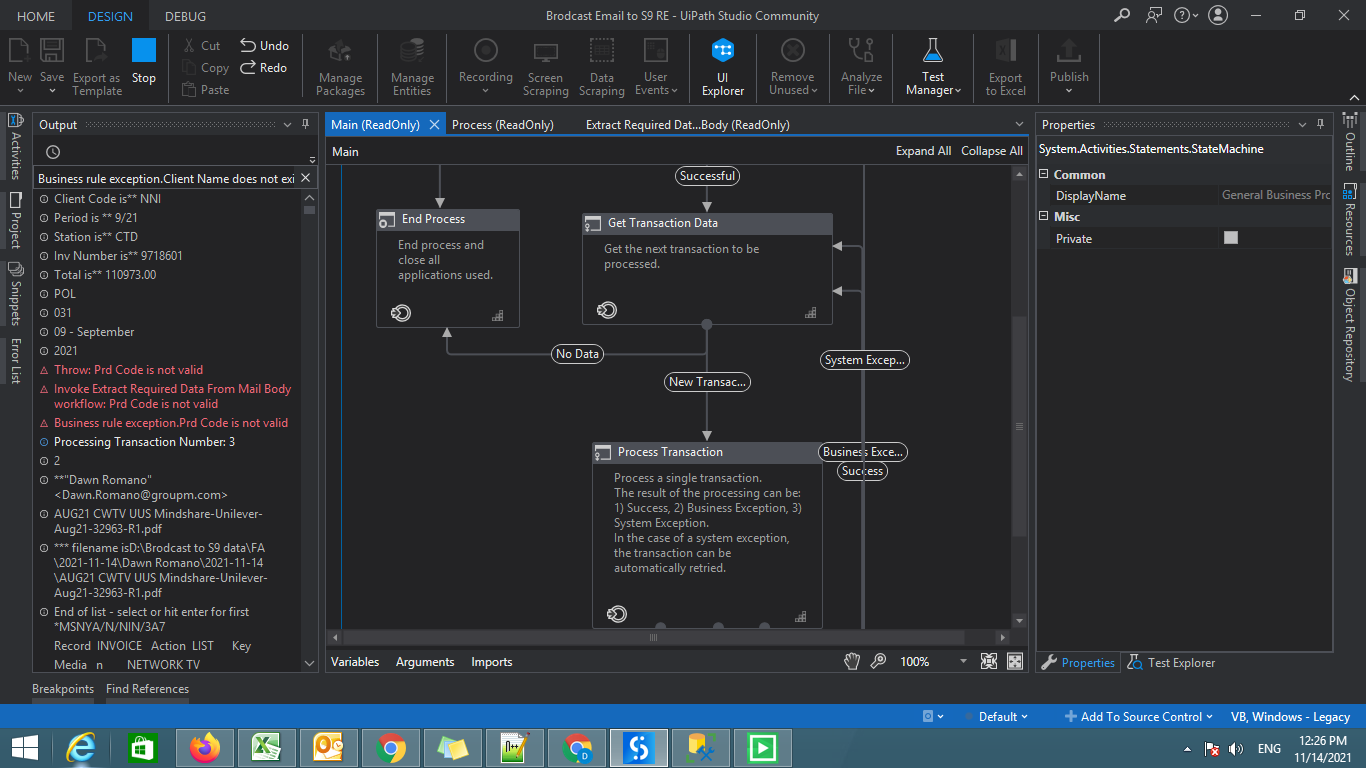 HOME DESIGN DEBUG
Brodcast Email to S9 RE - UiPath Studio Community
New Save Export as Template Stop
Cut Copy Paste
Undo Redo
Manage Packages
Manage Entities
Recording
Screen Scraping
Data Scraping
User Events
UI Explorer
Remove Unused
Analyze File
Test Manager
Export to Excel
Publish
Activities
Project
Snippets
Error List
Output
Business rule exception.Client Name does not exi
Client Code is** NNI
Period is ** 9/21
Station is** CTD
Inv Number is** 9718601
Total is** 110973.00
POL
031
09 - September
2021
Throw: Prd Code is not valid
Invoke Extract Required Data From Mail Body
workflow: Prd Code is not valid
Business rule exception.Prd Code is not valid
Processing Transaction Number: 3
2
**"Dawn Romano"
<Dawn.Romano@groupm.com>
AUG21 CWTV UUS Mindshare-Unilever-
Aug21-32963-R1.pdf
*** filename isD:\Brodcast to S9 data\FA
\2021-11-14\Dawn Romano\2021-11-14
\AUG21 CWTV UUS Mindshare-Unilever-
Aug21-32963-R1.pdf
End of list - select or hit enter for first
*MSNYA/N/NIN/3A7
Record INVOICE Action LIST Key
Media n NETWORK TV
Breakpoints Find References
Main (ReadOnly) Process (ReadOnly) Extract Required Dat...Body (ReadOnly)
Main
Expand All Collapse All
Successful
End Process
End process and
close all
applications used.
Get Transaction Data
Get the next transaction to be
processed.
No Data
System Excep...
New Transac...
Process Transaction
Business Exce...
Success
Process a single transaction.
The result of the processing can be:
1) Success, 2) Business Exception, 3)
System Exception.
In the case of a system exception,
the transaction can be
automatically retried.
Variables Arguments Imports
100%
Properties
System.Activities.Statements.StateMachine
Common
DisplayName General Business Pro
Misc
Private
Properties Test Explorer
Outline
Resources
Object Repository
Default
Add To Source Control
VB, Windows - Legacy
ENG
12:26 PM
11/14/2021